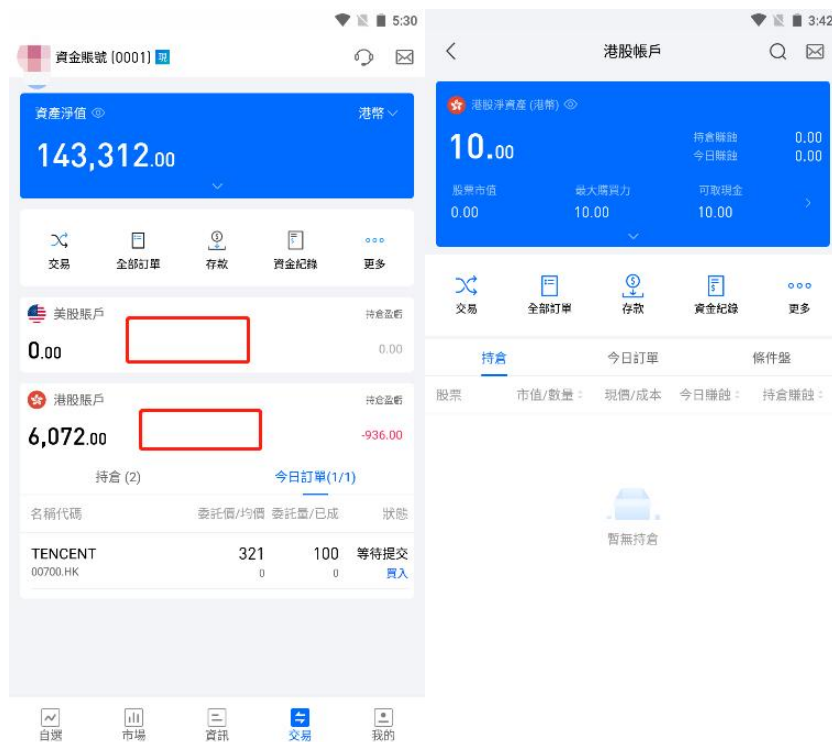 5:30
資金賬號 (0001) 現
資產淨值
港幣
143,312.00
交易
全部訂單
存款
資金紀錄
更多
美股賬戶
持倉盈虧
0.00
0.00
港股賬戶
持倉盈虧
6,072.00
-936.00
持倉 (2)
今日訂單(1/1)
名稱代碼
委託價/均價
委託量/已成
狀態
TENCENT
321
100
等待提交
00700.HK
0
0
買入
自選
市場
資訊
交易
我的
3:42
港股帳戶
港股淨資產 (港幣)
10.00
持倉賺蝕
0.00
今日賺蝕
0.00
股票市值
最大購買力
可取現金
0.00
10.00
10.00
交易
全部訂單
存款
資金紀錄
更多
持倉
今日訂單
條件盤
股票
市值/數量
現價/成本
今日賺蝕
持倉賺蝕
暫無持倉